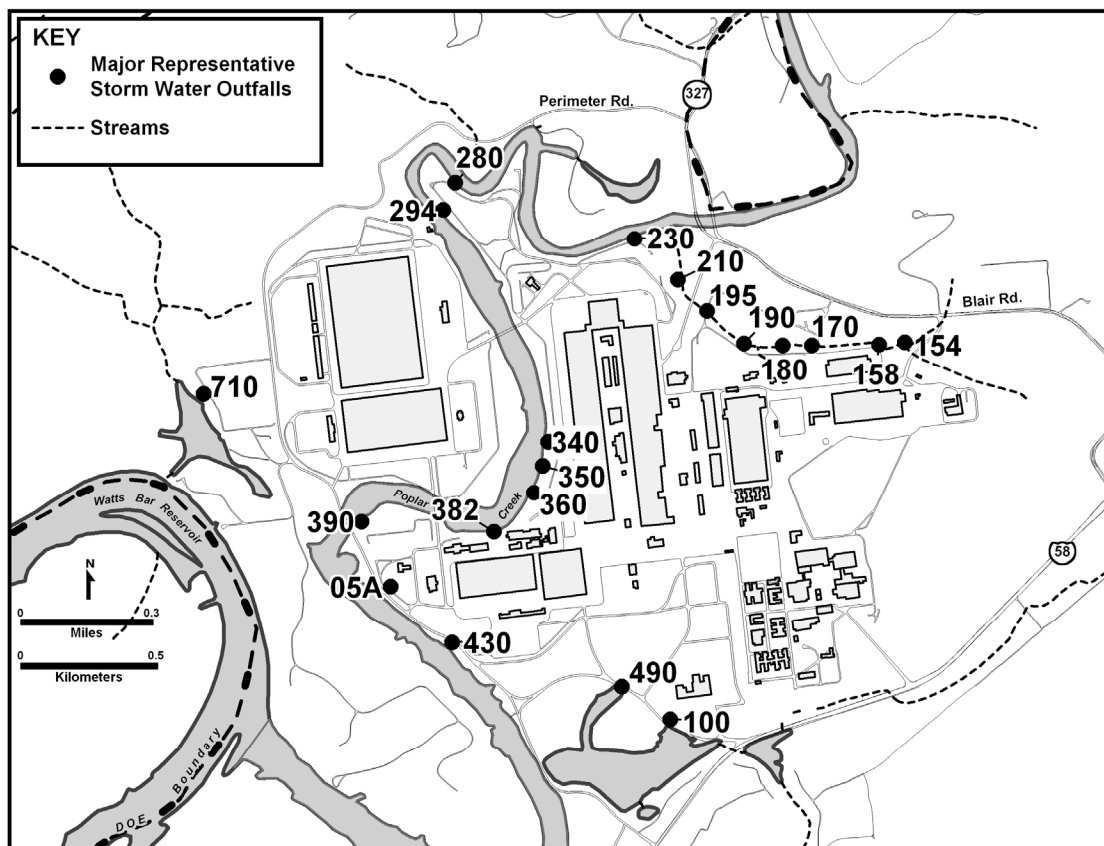 KEY
Major Representative
Storm Water Outfalls
Streams
327
Perimeter Rd.
280
294
230
210
195
Blair Rd.
190
170
154
180
158
710
340
350
Poplar
Creek
360
382
390
Watts Bar Reservoir
58
N
05A
0 0.3
Miles
430
0 0.5
Kilometers
490
100
DOE Boundary